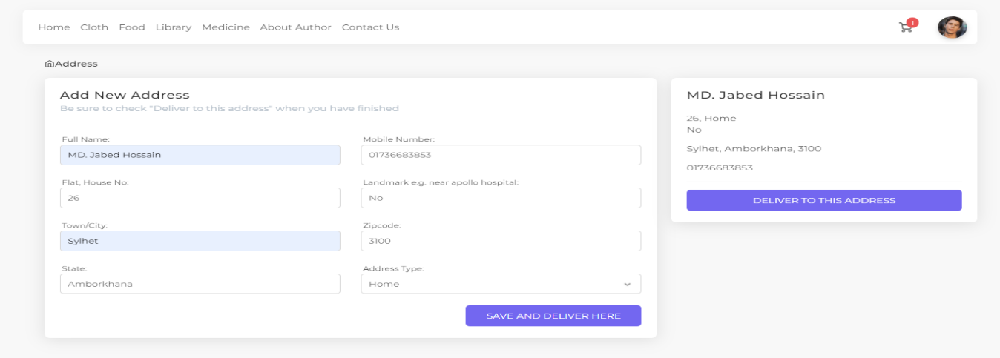 Home Cloth Food Library Medicine About Author Contact Us 1
Address
Add New Address
Be sure to check "Deliver to this address" when you have finished
Full Name:
MD. Jabed Hossain
Mobile Number:
01736683853
Flat, House No:
26
Landmark e.g. near apollo hospital:
No
Town/City:
Sylhet
Zipcode:
3100
State:
Amborkhana
Address Type:
Home
SAVE AND DELIVER HERE
MD. Jabed Hossain
26, Home
No
Sylhet, Amborkhana, 3100
01736683853
DELIVER TO THIS ADDRESS